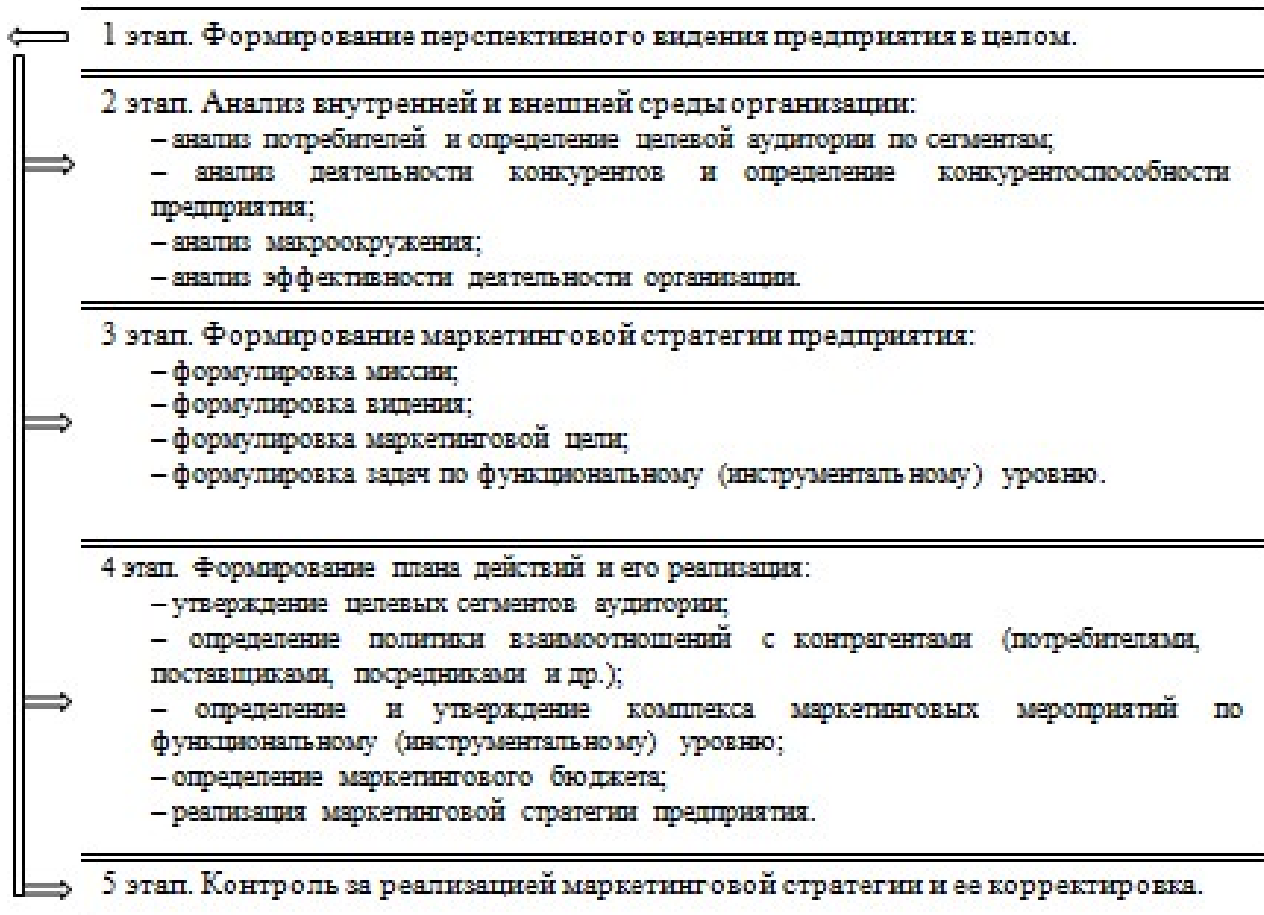 1 этап. Формирование перспективного видения предприятия в целом.
2 этап. Анализ внутренней и внешней среды организации:
– анализ потребителей и определение целевой аудитории по сегментам;
– анализ деятельности конкурентов и определение конкурентоспособности
предприятия;
– анализ макроокружения;
– анализ эффективности деятельности организации.
3 этап. Формирование маркетинговой стратегии предприятия:
– формулировка миссии;
– формулировка видения;
– формулировка маркетинговой цели;
– формулировка задач по функциональному (инструментальному) уровню.
4 этап. Формирование плана действий и его реализация:
– утверждение целевых сегментов аудитории;
– определение политики взаимоотношений с контрагентами (потребителями,
поставщиками, посредниками и др.);
– определение и утверждение комплекса маркетинговых мероприятий по
функциональному (инструментальному) уровню;
– определение маркетингового бюджета;
– реализация маркетинговой стратегии предприятия.
5 этап. Контроль за реализацией маркетинговой стратегии и ее корректировка.